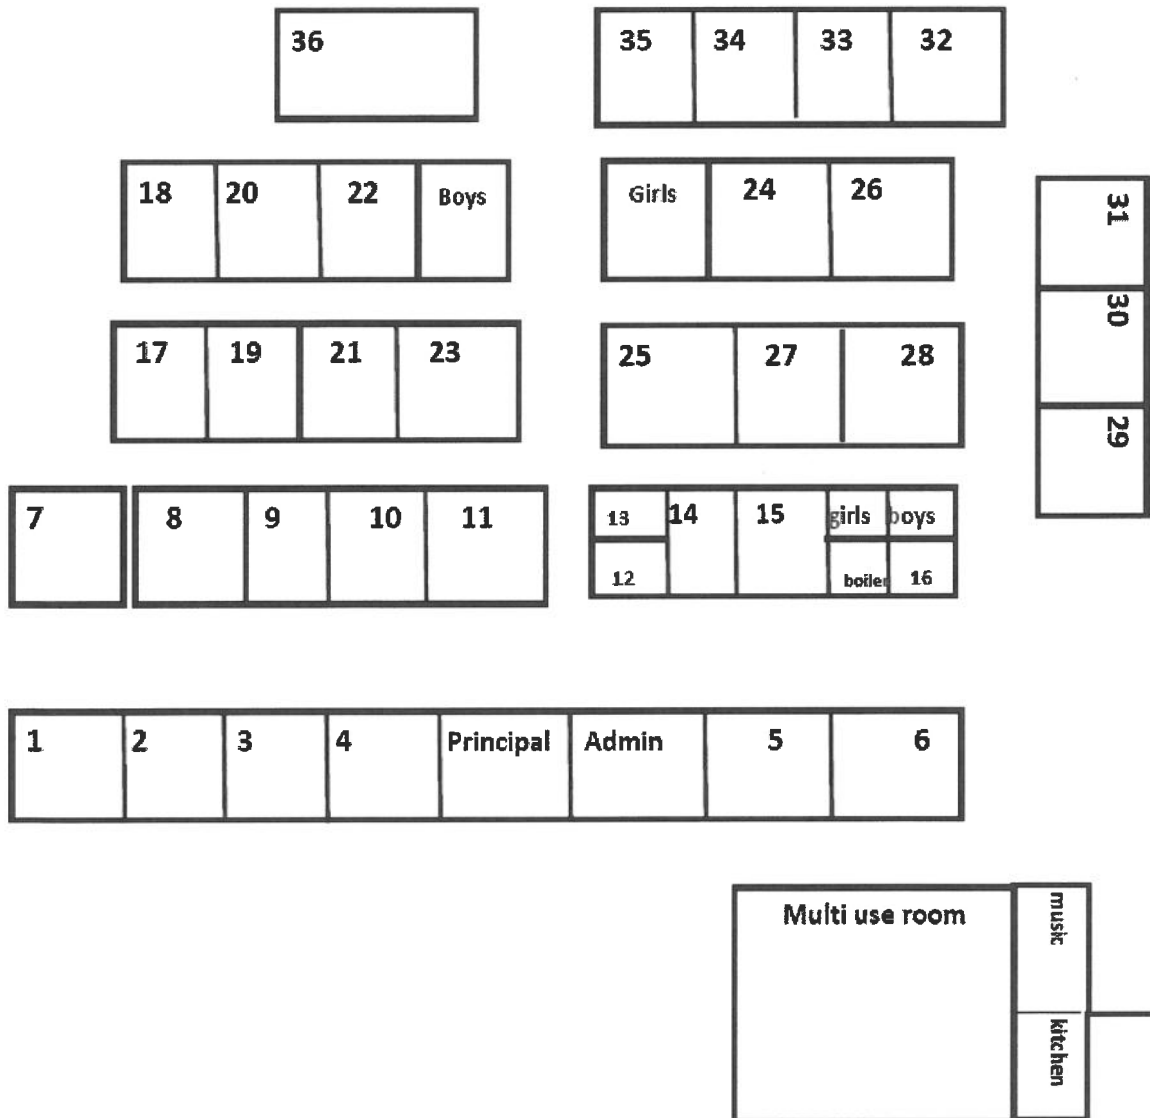 36
35 34 33 32
18 20 22 Boys
Girls 24 26
31
30
29
17 19 21 23
25 27 28
7
8 9 10 11
13 14 15 girls boys
12 boiler 16
1 2 3 4 Principal Admin 5 6
Multi use room
music
kitchen